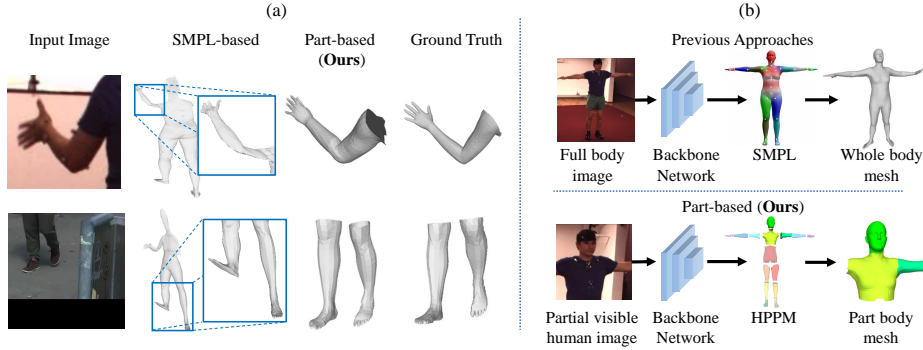 (a)
Input Image
SMPL-based
Part-based
(Ours)
Ground Truth
(b)
Previous Approaches
Full body
image
Backbone
Network
SMPL
Whole body
mesh
Part-based (Ours)
Partial visible
human image
Backbone
Network
HPPM
Part body
mesh